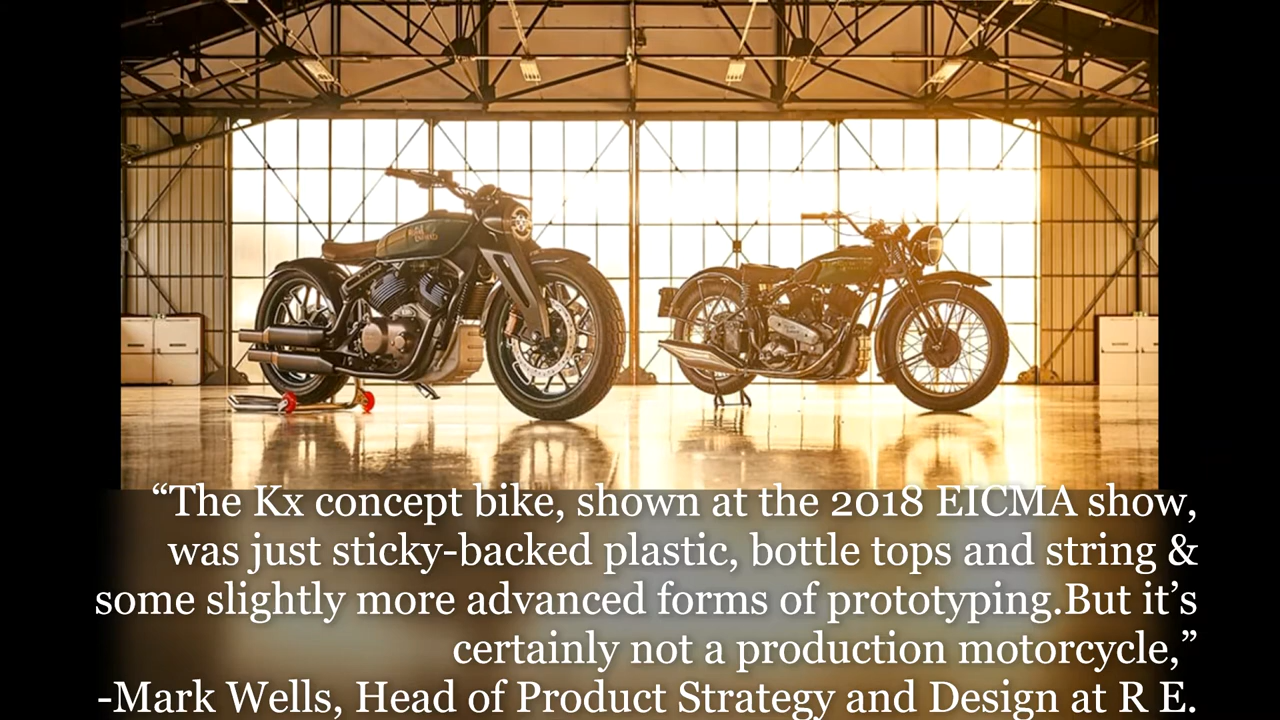 ROYAL
ENFIELD
“The Kx concept bike, shown at the 2018 EICMA show,
was just sticky-backed plastic, bottle tops and string &
some slightly more advanced forms of prototyping.But it’s
certainly not a production motorcycle,”
-Mark Wells, Head of Product Strategy and Design at R E.